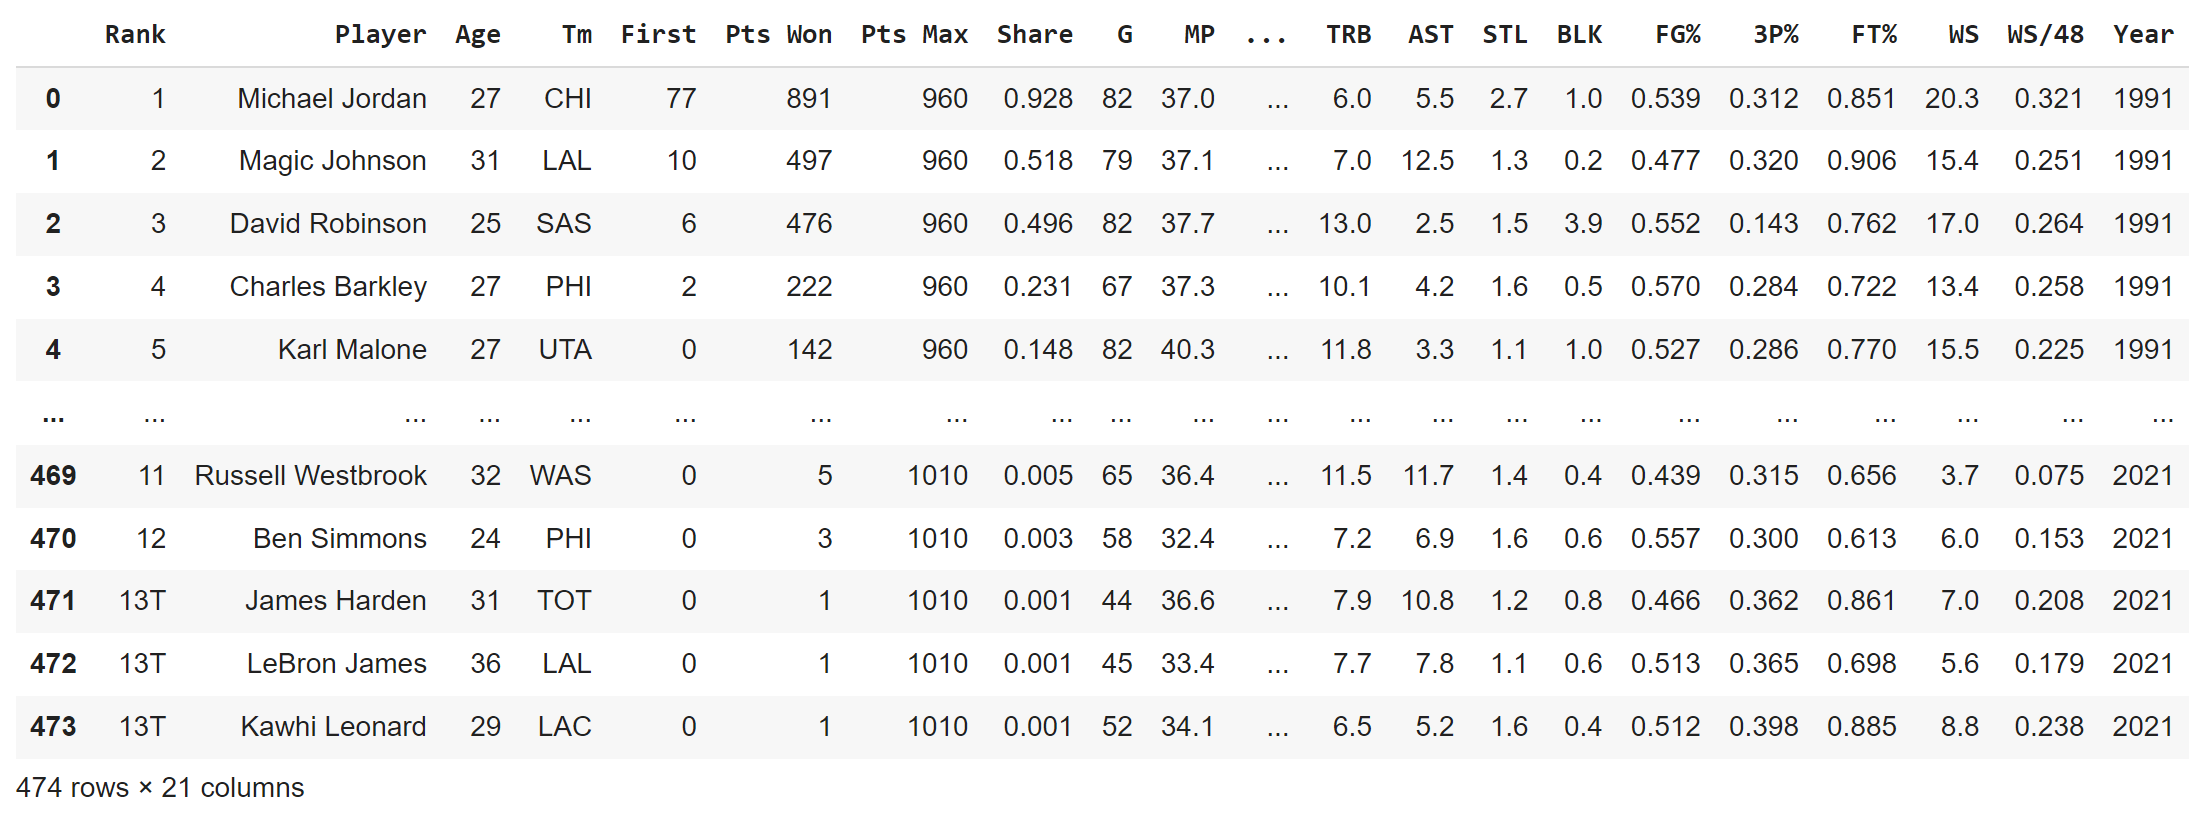 Rank Player Age Tm First Pts Won Pts Max Share G MP ... TRB AST STL BLK FG% 3P% FT% WS WS/48 Year
0 1 Michael Jordan 27 CHI 77 891 960 0.928 82 37.0 ... 6.0 5.5 2.7 1.0 0.539 0.312 0.851 20.3 0.321 1991
1 2 Magic Johnson 31 LAL 10 497 960 0.518 79 37.1 ... 7.0 12.5 1.3 0.2 0.477 0.320 0.906 15.4 0.251 1991
2 3 David Robinson 25 SAS 6 476 960 0.496 82 37.7 ... 13.0 2.5 1.5 3.9 0.552 0.143 0.762 17.0 0.264 1991
3 4 Charles Barkley 27 PHI 2 222 960 0.231 67 37.3 ... 10.1 4.2 1.6 0.5 0.570 0.284 0.722 13.4 0.258 1991
4 5 Karl Malone 27 UTA 0 142 960 0.148 82 40.3 ... 11.8 3.3 1.1 1.0 0.527 0.286 0.770 15.5 0.225 1991
... ... ... ... ... ... ... ... ... ... ... ... ... ... ... ... ... ... ... ... ... ...
469 11 Russell Westbrook 32 WAS 0 5 1010 0.005 65 36.4 ... 11.5 11.7 1.4 0.4 0.439 0.315 0.656 3.7 0.075 2021
470 12 Ben Simmons 24 PHI 0 3 1010 0.003 58 32.4 ... 7.2 6.9 1.6 0.6 0.557 0.300 0.613 6.0 0.153 2021
471 13T James Harden 31 TOT 0 1 1010 0.001 44 36.6 ... 7.9 10.8 1.2 0.8 0.466 0.362 0.861 7.0 0.208 2021
472 13T LeBron James 36 LAL 0 1 1010 0.001 45 33.4 ... 7.7 7.8 1.1 0.6 0.513 0.365 0.698 5.6 0.179 2021
473 13T Kawhi Leonard 29 LAC 0 1 1010 0.001 52 34.1 ... 6.5 5.2 1.6 0.4 0.512 0.398 0.885 8.8 0.238 2021
474 rows × 21 columns